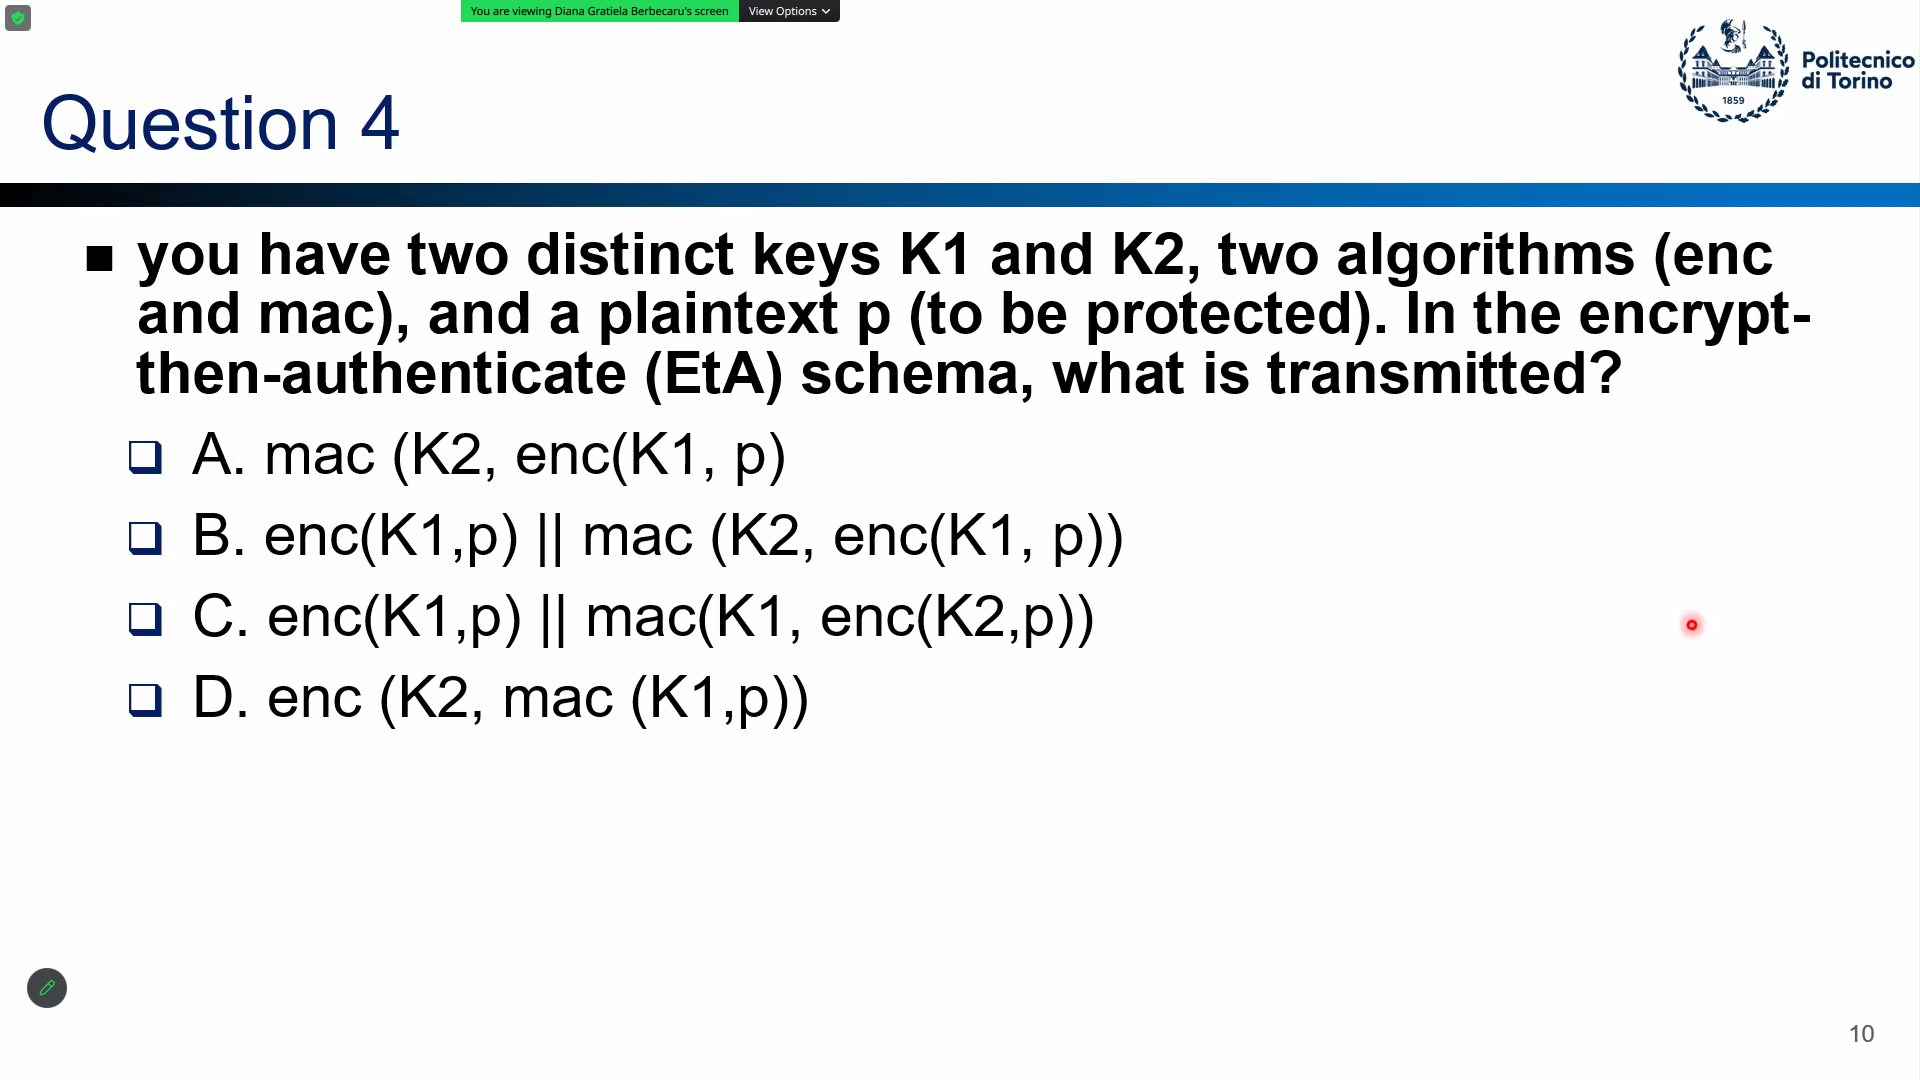 You are viewing Diana Gratiela Berbecaru's screen View Options
Politecnico
di Torino
1859
Question 4
■ you have two distinct keys K1 and K2, two algorithms (enc
and mac), and a plaintext p (to be protected). In the encrypt-
then-authenticate (EtA) schema, what is transmitted?
❑ A. mac (K2, enc(K1, p)
❑ B. enc(K1,p) || mac (K2, enc(K1, p))
❑ C. enc(K1,p) || mac(K1, enc(K2,p))
❑ D. enc (K2, mac (K1,p))
10